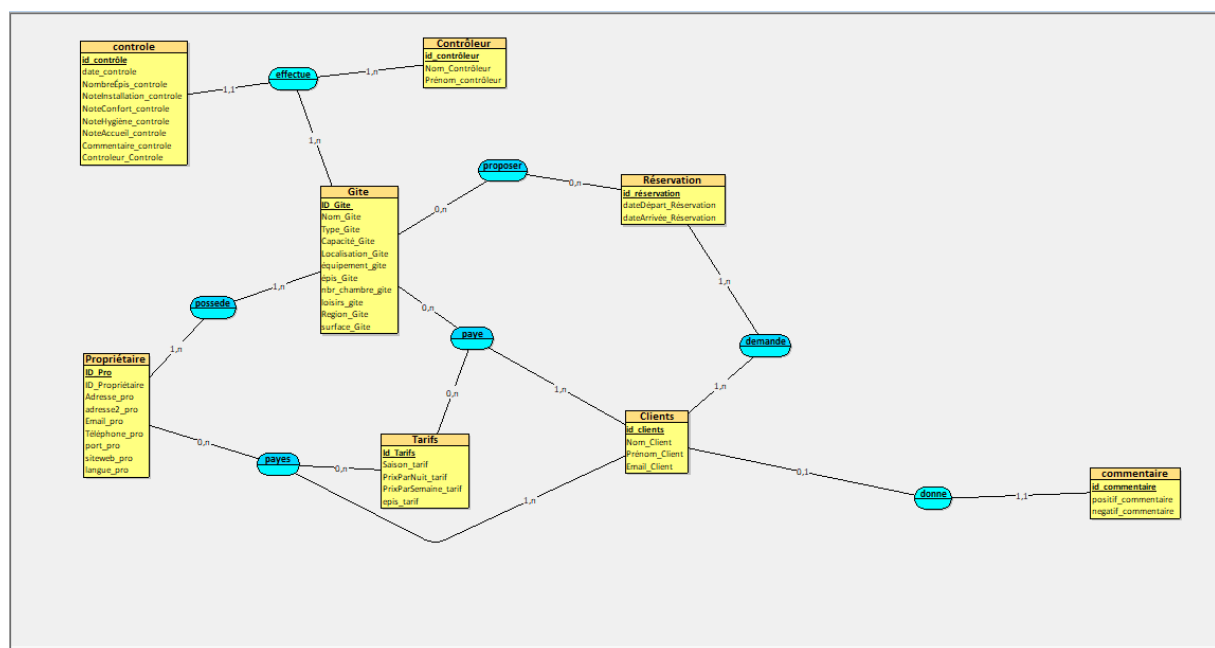 controle
id_contrôle
date_controle
NombreÉpis_controle
NoteInstallation_controle
NoteConfort_controle
NoteHygiène_controle
NoteAccueil_controle
Commentaire_controle
Controleur_Controle
1,1
effectue
1,n
Contrôleur
id_contrôleur
Nom_Contrôleur
Prénom_contrôleur
1,n
Gite
ID_Gite
Nom_Gite
Type_Gite
Capacité_Gite
Localisation_Gite
équipement_gite
épis_Gite
nbr_chambre_gite
loisirs_gite
Region_Gite
surface_Gite
0,n
proposer
0,n
Réservation
id_réservation
dateDépart_Réservation
dateArrivée_Réservation
1,n
demande
1,n
1,n
possede
1,n
0,n
paye
0,n
1,n
Propriétaire
ID_Pro
ID_Propriétaire
Adresse_pro
adresse2_pro
Email_pro
Téléphone_pro
port_pro
siteweb_pro
langue_pro
0,n
payes
0,n
1,n
Tarifs
Id_Tarifs
Saison_tarif
PrixParNuit_tarif
PrixParSemaine_tarif
epis_tarif
Clients
id_clients
Nom_Client
Prénom_Client
Email_Client
0,1
donne
1,1
commentaire
id_commentaire
positif_commentaire
negatif_commentaire